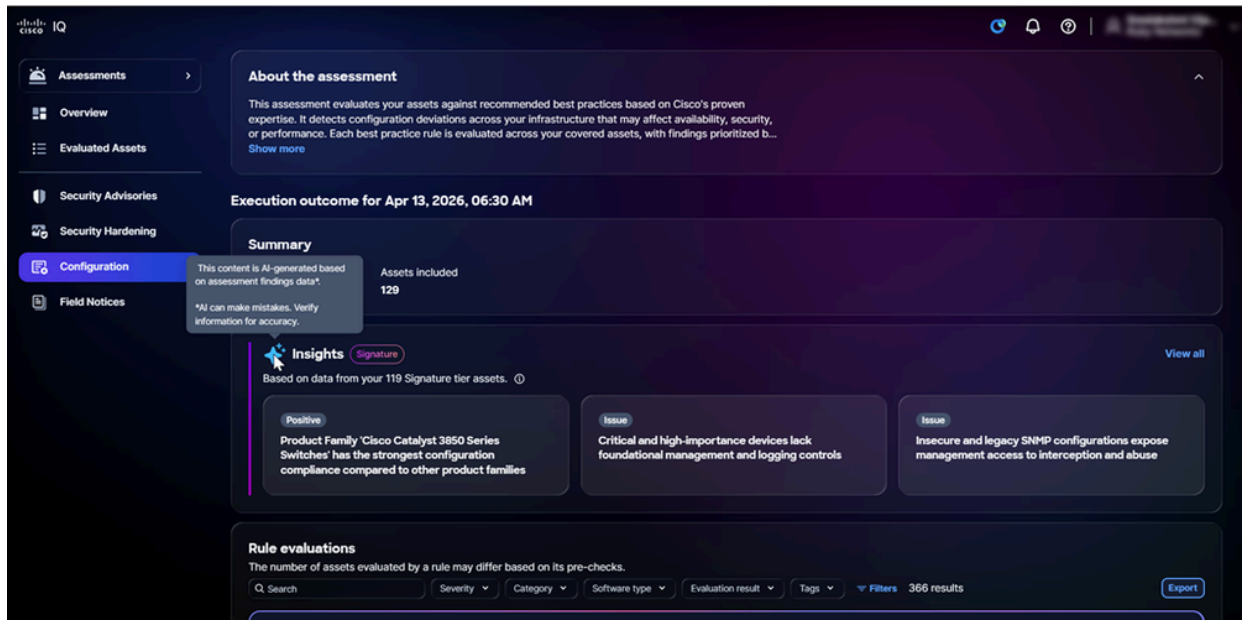 cisco IQ
Assessments
Overview
Evaluated Assets
Security Advisories
Security Hardening
Configuration
Field Notices
About the assessment
This assessment evaluates your assets against recommended best practices based on Cisco's proven
expertise. It detects configuration deviations across your infrastructure that may affect availability, security,
or performance. Each best practice rule is evaluated across your covered assets, with findings prioritized b...
Show more
Execution outcome for Apr 13, 2026, 06:30 AM
Summary
Assets included
129
This content is AI-generated based
on assessment findings data*.
*AI can make mistakes. Verify
information for accuracy.
Insights Signature
View all
Based on data from your 119 Signature tier assets.
Positive
Product Family 'Cisco Catalyst 3850 Series
Switches' has the strongest configuration
compliance compared to other product families
Issue
Critical and high-importance devices lack
foundational management and logging controls
Issue
Insecure and legacy SNMP configurations expose
management access to interception and abuse
Rule evaluations
The number of assets evaluated by a rule may differ based on its pre-checks.
Search Severity Category Software type Evaluation result Tags Filters 366 results Export